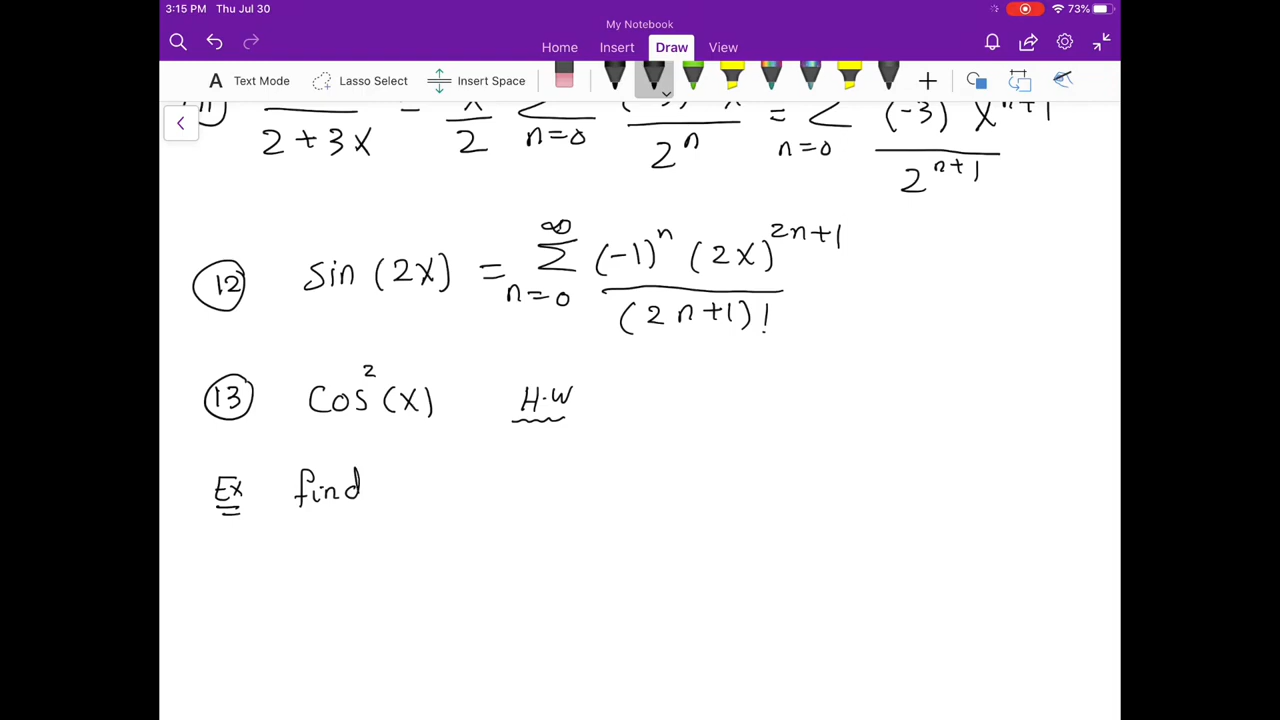 3:15 PM Thu Jul 30
73%
My Notebook
Home Insert Draw View
A Text Mode Lasso Select Insert Space
2 + 3x = x/2 Σ n=0 2^n = Σ n=0 (-3) x^{n+1} / 2^{n+1}
12 sin (2x) = Σ n=0 ∞ (-1)^n (2x)^{2n+1} / (2n+1)!
13 Cos²(x) H.W
Ex find